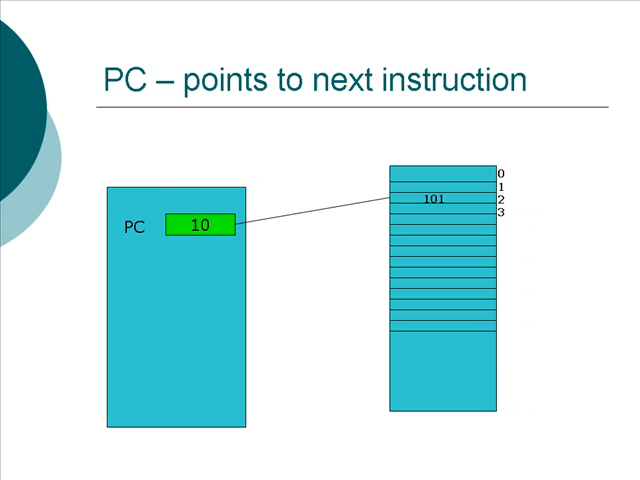 PC – points to next instruction
PC 10
0
1
101 2
3